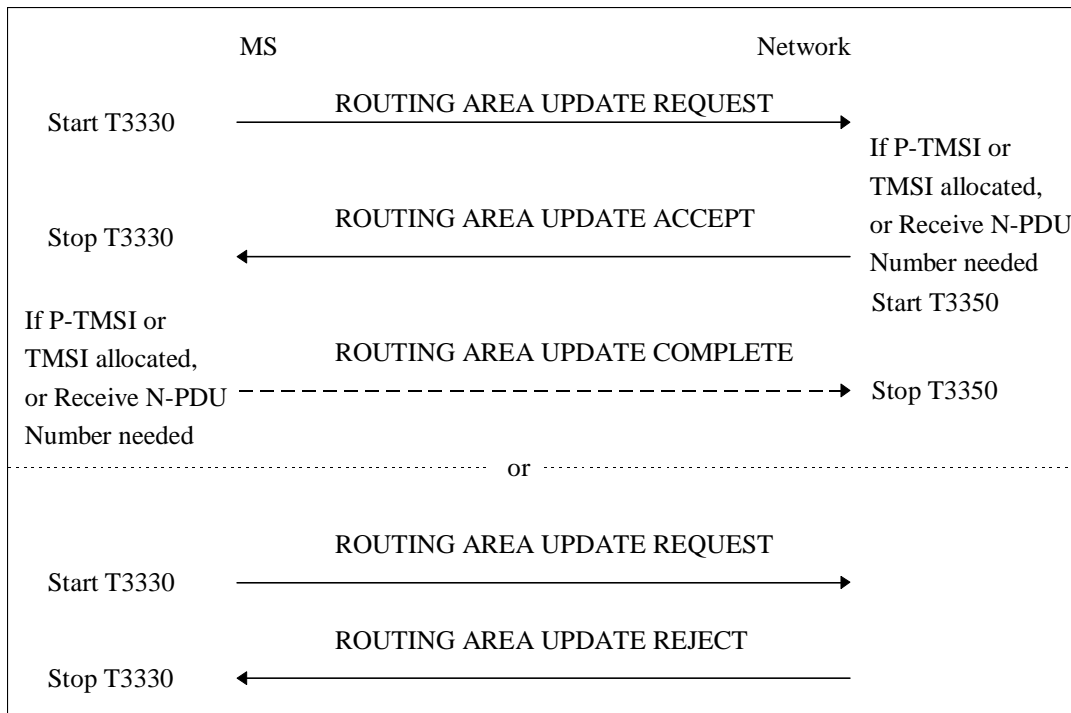 MS
Network
ROUTING AREA UPDATE REQUEST
Start T3330
If P-TMSI or
TMSI allocated,
or Receive N-PDU
Number needed
Start T3350
ROUTING AREA UPDATE ACCEPT
Stop T3330
If P-TMSI or
TMSI allocated,
or Receive N-PDU
Number needed
ROUTING AREA UPDATE COMPLETE
Stop T3350
or
ROUTING AREA UPDATE REQUEST
Start T3330
ROUTING AREA UPDATE REJECT
Stop T3330